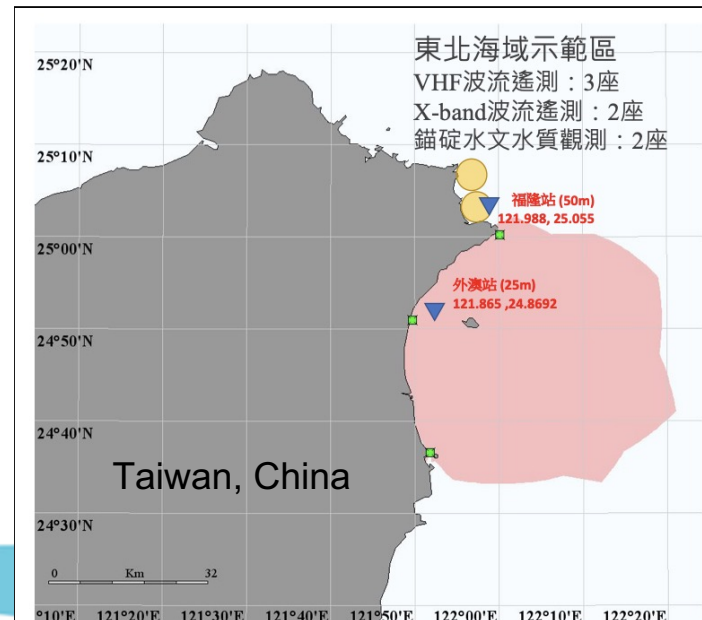 東北海域示範區
VHF波流遙測：3座
X-band波流遙測：2座
錨碇水文水質觀測：2座
25°20'N
25°10'N
福隆站 (50m)
121.988, 25.055
25°00'N
外澳站 (25m)
121.865 ,24.8692
24°50'N
24°40'N
Taiwan, China
24°30'N
0 Km 32
°10'E 121°20'E 121°30'E 121°40'E 121°50'E 122°00'E 122°10'E 122°20'E